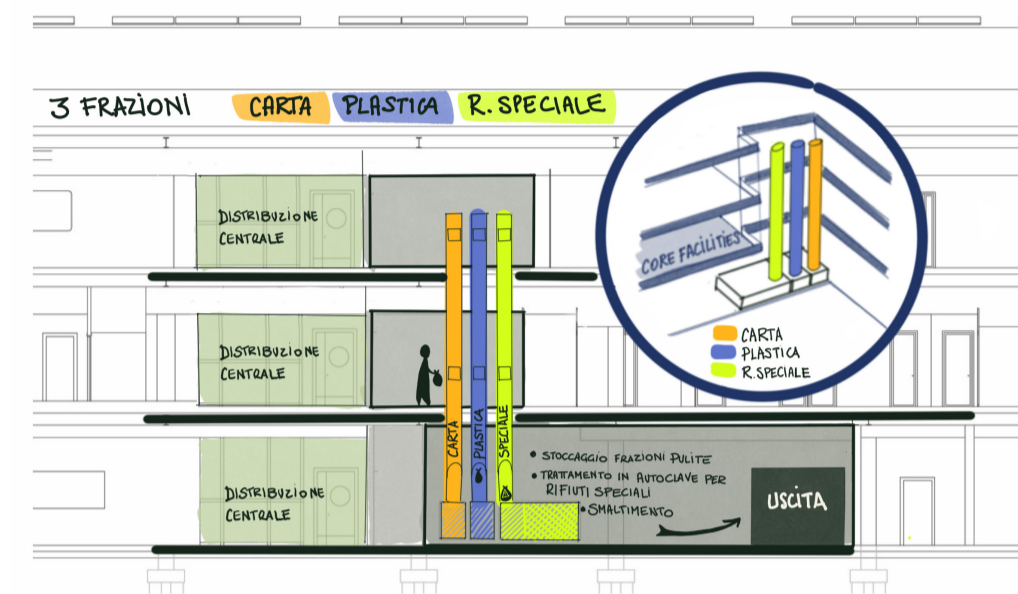 3 FRAZIONI CARTA PLASTICA R. SPECIALE
DISTRIBUZIONE
CENTRALE
CORE FACILITIES
CARTA
PLASTICA
R. SPECIALE
DISTRIBUZIONE
CENTRALE
DISTRIBUZIONE
CENTRALE
CARTA
PLASTICA
SPECIALE
• STOCCAGGIO FRAZIONI PULITE
• TRATTAMENTO IN AUTOCLAVE PER
RIFIUTI SPECIALI
• SMALTIMENTO
USCITA